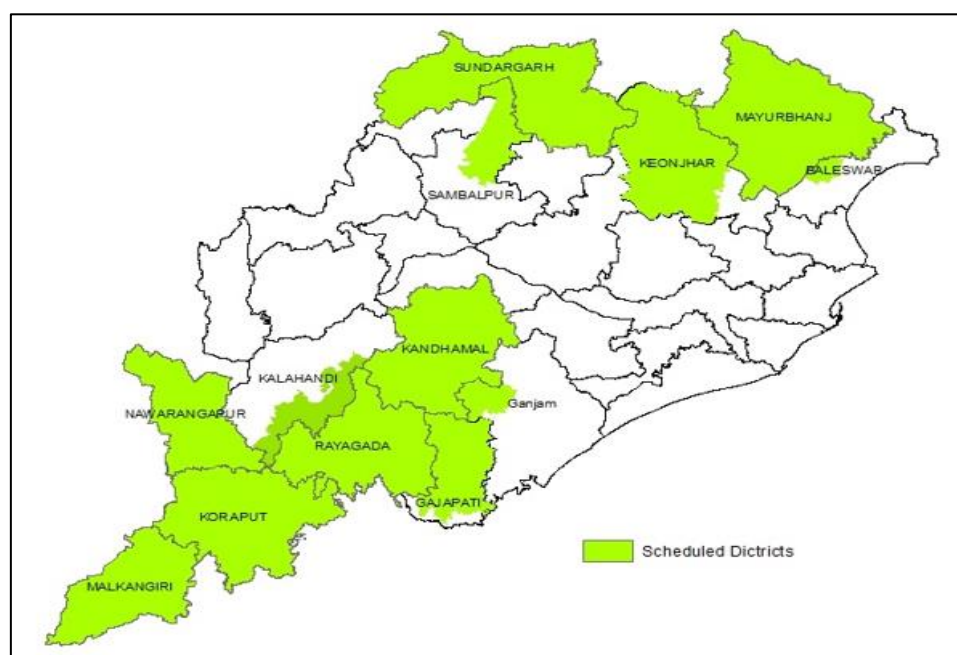 SUNDARGARH
MAYURBHANJ
KEONJHAR
BALESWAR
SAMBALPUR
KANDHAMAL
KALAHANDI
Ganjam
NAWARANGAPUR
RAYAGADA
GAJAPATI
KORAPUT
Scheduled Dictricts
MALKANGIRI